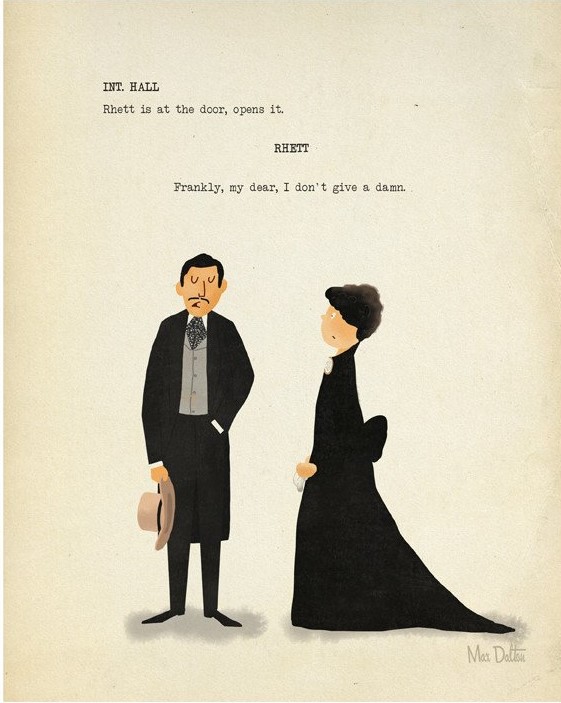 INT. HALL
Rhett is at the door, opens it.
RHETT
Frankly, my dear, I don't give a damn.
Max Dalton